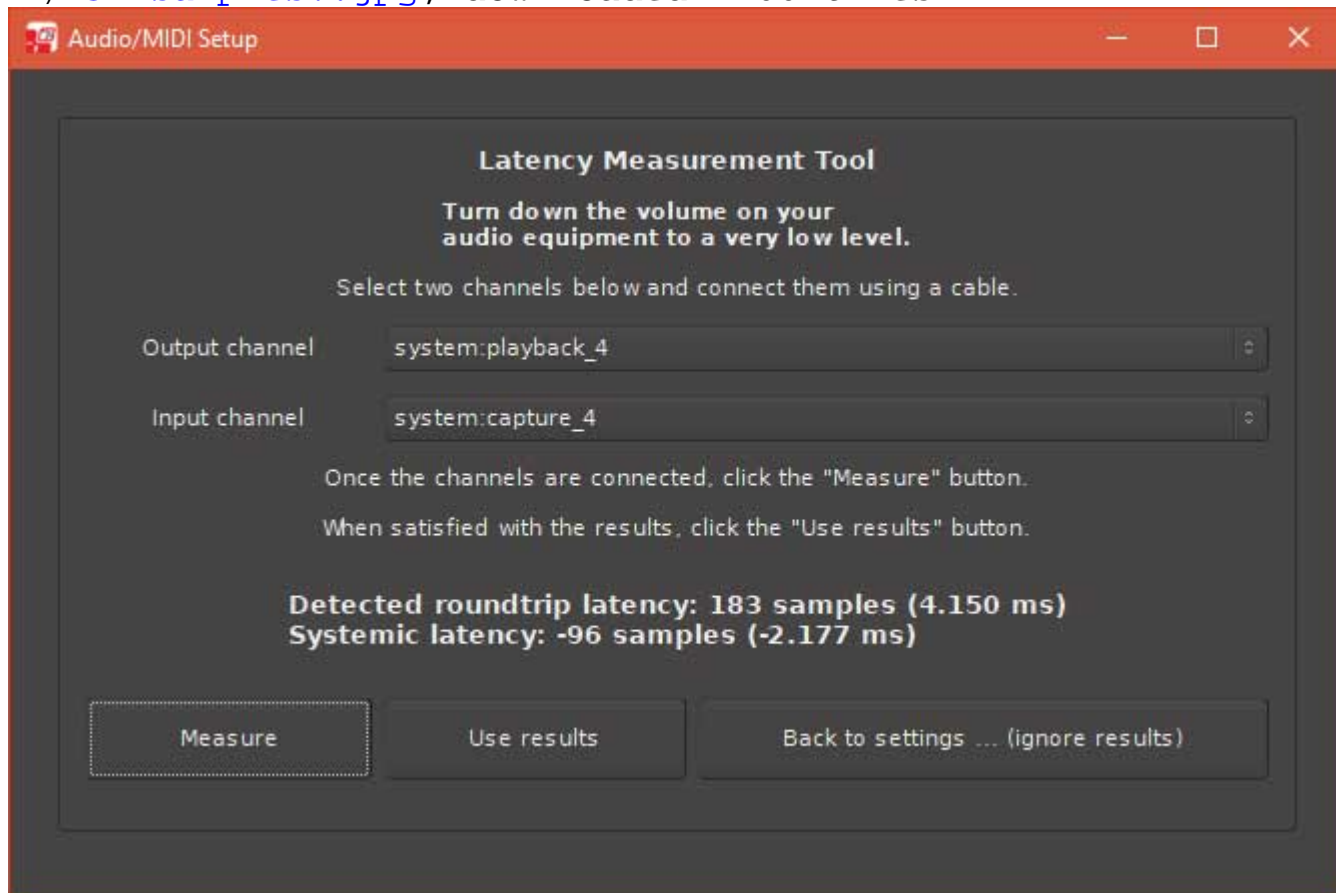 Audio/MIDI Setup
Latency Measurement Tool
Turn down the volume on your
audio equipment to a very low level.
Select two channels below and connect them using a cable.
Output channel system:playback_4
Input channel system:capture_4
Once the channels are connected, click the "Measure" button.
When satisfied with the results, click the "Use results" button.
Detected roundtrip latency: 183 samples (4.150 ms)
Systemic latency: -96 samples (-2.177 ms)
Measure Use results Back to settings ... (ignore results)